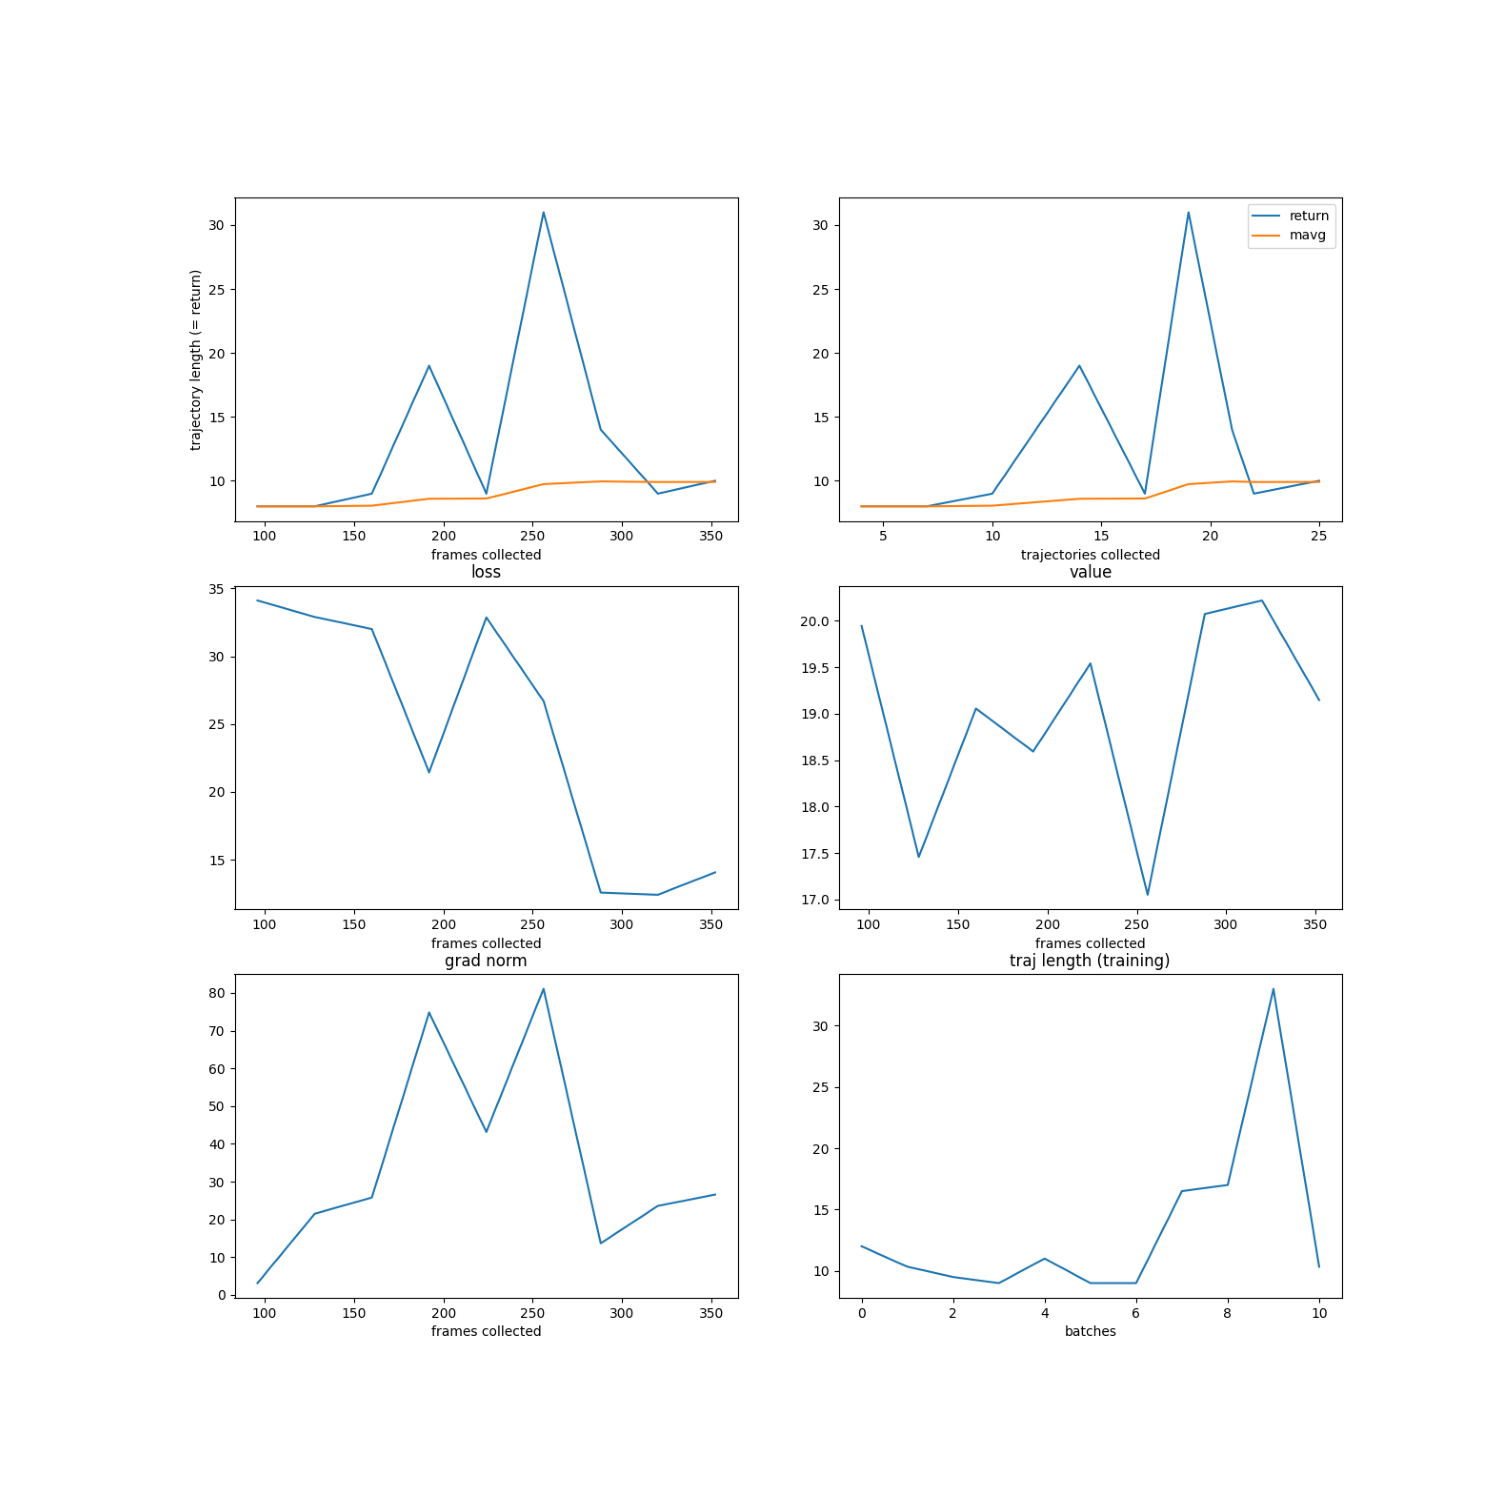 trajectory length (= return)
30
25
20
15
10
100 150 200 250 300 350
frames collected
return
mavg
30
25
20
15
10
5 10 15 20 25
trajectories collected
loss
35
30
25
20
15
100 150 200 250 300 350
frames collected
value
20.0
19.5
19.0
18.5
18.0
17.5
17.0
100 150 200 250 300 350
frames collected
grad norm
80
70
60
50
40
30
20
10
0
100 150 200 250 300 350
frames collected
traj length (training)
30
25
20
15
10
0 2 4 6 8 10
batches